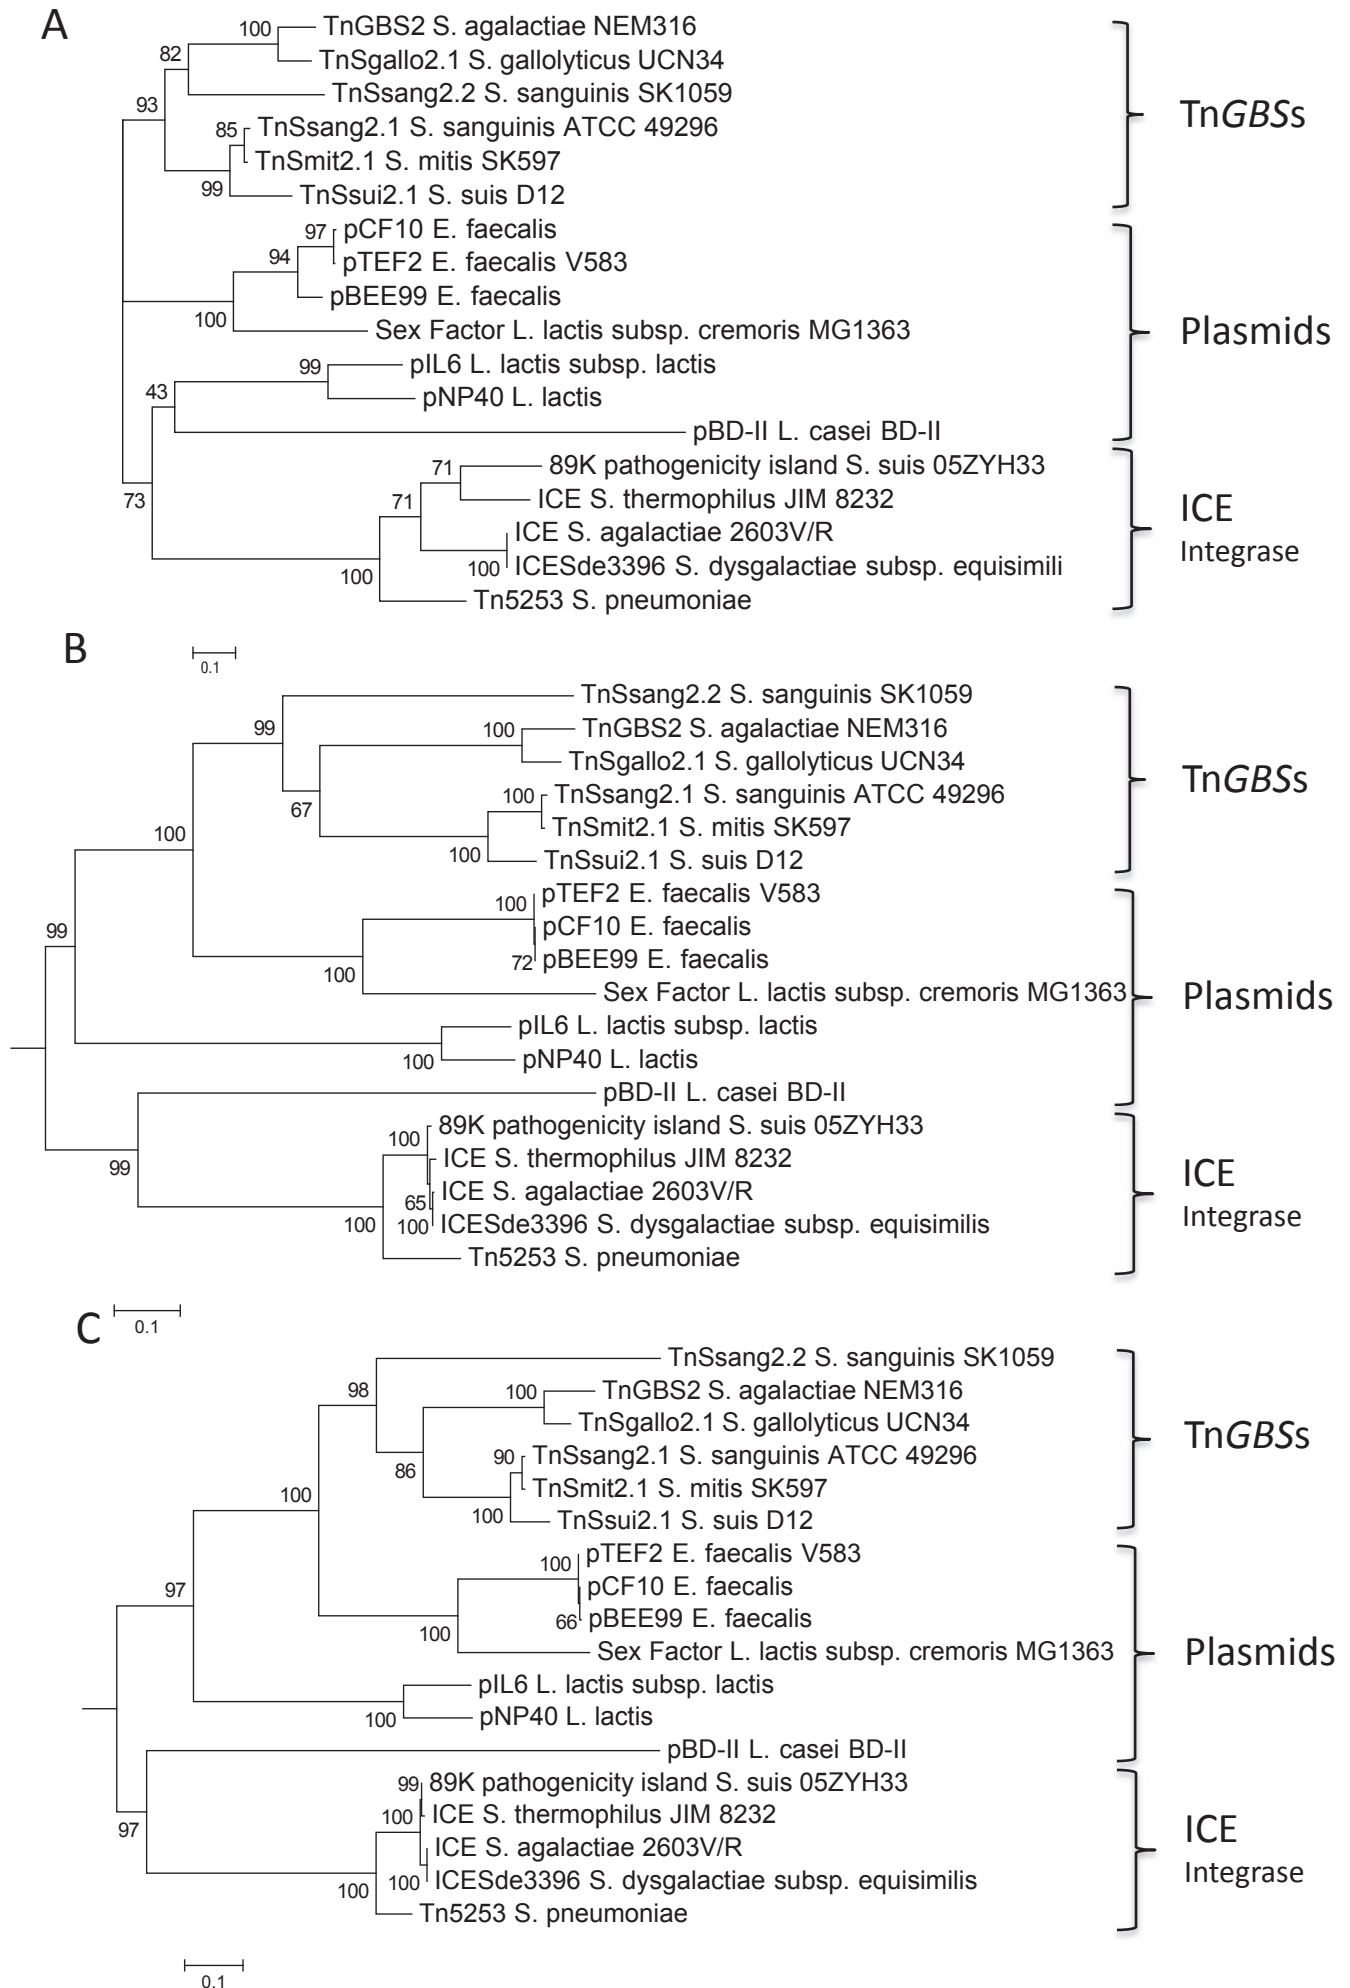 A
100 TnGBS2 S. agalactiae NEM316
82 TnSgallo2.1 S. gallolyticus UCN34
TnSsang2.2 S. sanguinis SK1059
93
85 TnSsang2.1 S. sanguinis ATCC 49296
TnSmit2.1 S. mitis SK597
99 TnSsui2.1 S. suis D12
TnGBSs
97 pCF10 E. faecalis
94 pTEF2 E. faecalis V583
pBEE99 E. faecalis
100 Sex Factor L. lactis subsp. cremoris MG1363
99 pIL6 L. lactis subsp. lactis
43 pNP40 L. lactis
pBD-II L. casei BD-II
Plasmids
71 89K pathogenicity island S. suis 05ZYH33
73 71 ICE S. thermophilus JIM 8232
ICE S. agalactiae 2603V/R
100 100 ICESde3396 S. dysgalactiae subsp. equisimili
Tn5253 S. pneumoniae
ICE
Integrase
0.1
B
TnSsang2.2 S. sanguinis SK1059
99 100 TnGBS2 S. agalactiae NEM316
TnSgallo2.1 S. gallolyticus UCN34
67 100 TnSsang2.1 S. sanguinis ATCC 49296
100 TnSmit2.1 S. mitis SK597
100 TnSsui2.1 S. suis D12
TnGBSs
100 pTEF2 E. faecalis V583
99 pCF10 E. faecalis
72 pBEE99 E. faecalis
100 Sex Factor L. lactis subsp. cremoris MG1363
pIL6 L. lactis subsp. lactis
100 pNP40 L. lactis
pBD-II L. casei BD-II
Plasmids
100 89K pathogenicity island S. suis 05ZYH33
99 ICE S. thermophilus JIM 8232
65 ICE S. agalactiae 2603V/R
100 100 ICESde3396 S. dysgalactiae subsp. equisimilis
Tn5253 S. pneumoniae
ICE
Integrase
0.1
C
TnSsang2.2 S. sanguinis SK1059
98 100 TnGBS2 S. agalactiae NEM316
TnSgallo2.1 S. gallolyticus UCN34
86 90 TnSsang2.1 S. sanguinis ATCC 49296
100 TnSmit2.1 S. mitis SK597
100 TnSsui2.1 S. suis D12
TnGBSs
100 pTEF2 E. faecalis V583
97 pCF10 E. faecalis
66 pBEE99 E. faecalis
100 Sex Factor L. lactis subsp. cremoris MG1363
pIL6 L. lactis subsp. lactis
100 pNP40 L. lactis
pBD-II L. casei BD-II
Plasmids
99 89K pathogenicity island S. suis 05ZYH33
97 100 ICE S. thermophilus JIM 8232
ICE S. agalactiae 2603V/R
100 100 ICESde3396 S. dysgalactiae subsp. equisimilis
Tn5253 S. pneumoniae
ICE
Integrase
0.1